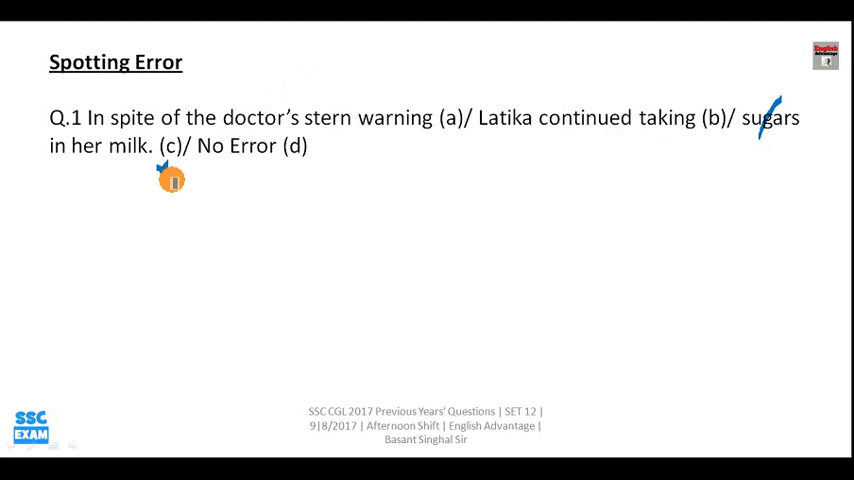 Spotting Error
English
Advantage
Q.1 In spite of the doctor's stern warning (a)/ Latika continued taking (b)/ sugars
in her milk. (c)/ No Error (d)
SSC
EXAM
SSC CGL 2017 Previous Years' Questions | SET 12 |
9|8/2017 | Afternoon Shift | English Advantage |
Basant Singhal Sir